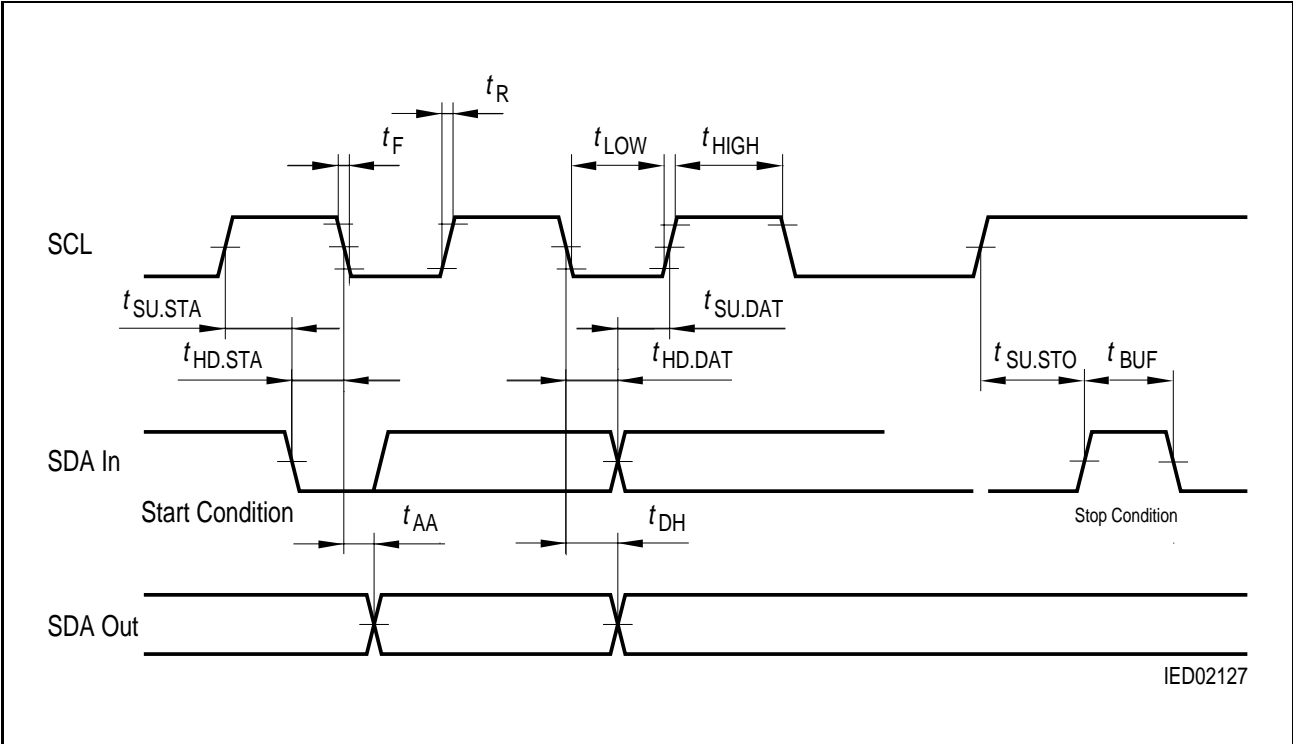 tR
tF
tLOW
tHIGH
SCL
tSU.STA
tSU.DAT
tHD.STA
tHD.DAT
tSU.STO
tBUF
SDA In
Start Condition
tAA
tDH
Stop Condition
SDA Out
IED02127